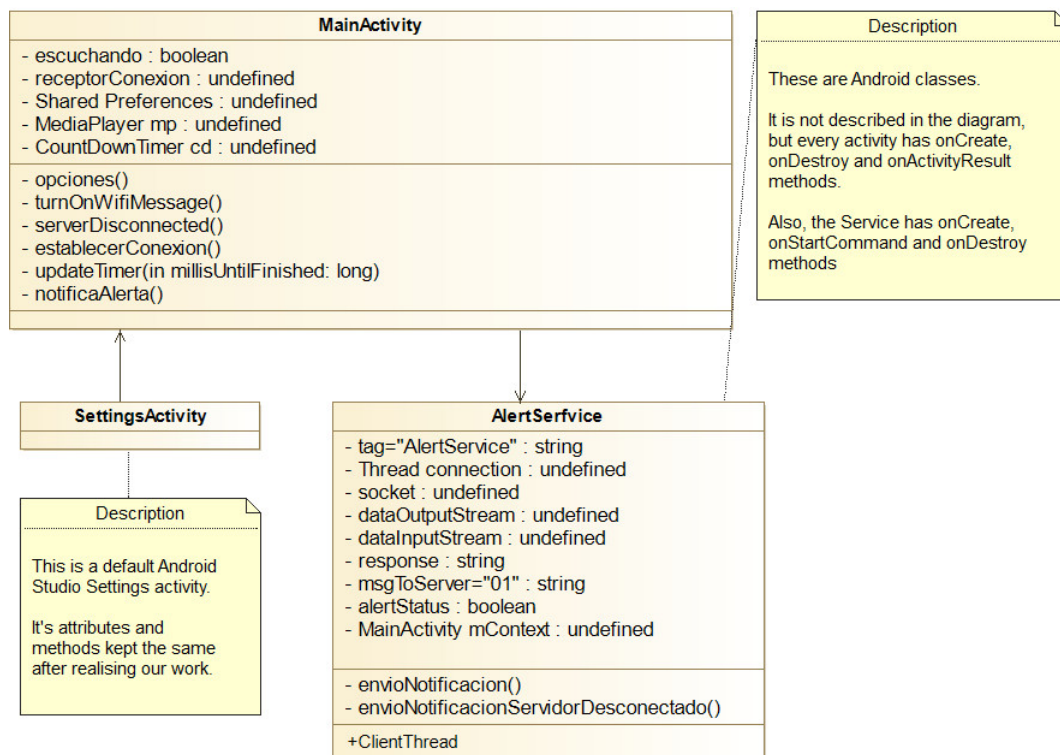 MainActivity
- escuchando : boolean
- receptorConexion : undefined
- Shared Preferences : undefined
- MediaPlayer mp : undefined
- CountDownTimer cd : undefined
- opciones()
- turnOnWifiMessage()
- serverDisconnected()
- establecerConexion()
- updateTimer(in millisUntilFinished: long)
- notificaAlerta()
Description
These are Android classes.
It is not described in the diagram,
but every activity has onCreate,
onDestroy and onActivityResult
methods.
Also, the Service has onCreate,
onStartCommand and onDestroy
methods
SettingsActivity
Description
This is a default Android
Studio Settings activity.
It's attributes and
methods kept the same
after realising our work.
AlertSerfvice
- tag="AlertService" : string
- Thread connection : undefined
- socket : undefined
- dataOutputStream : undefined
- dataInputStream : undefined
- response : string
- msgToServer="01" : string
- alertStatus : boolean
- MainActivity mContext : undefined
- envioNotificacion()
- envioNotificacionServidorDesconectado()
+ClientThread